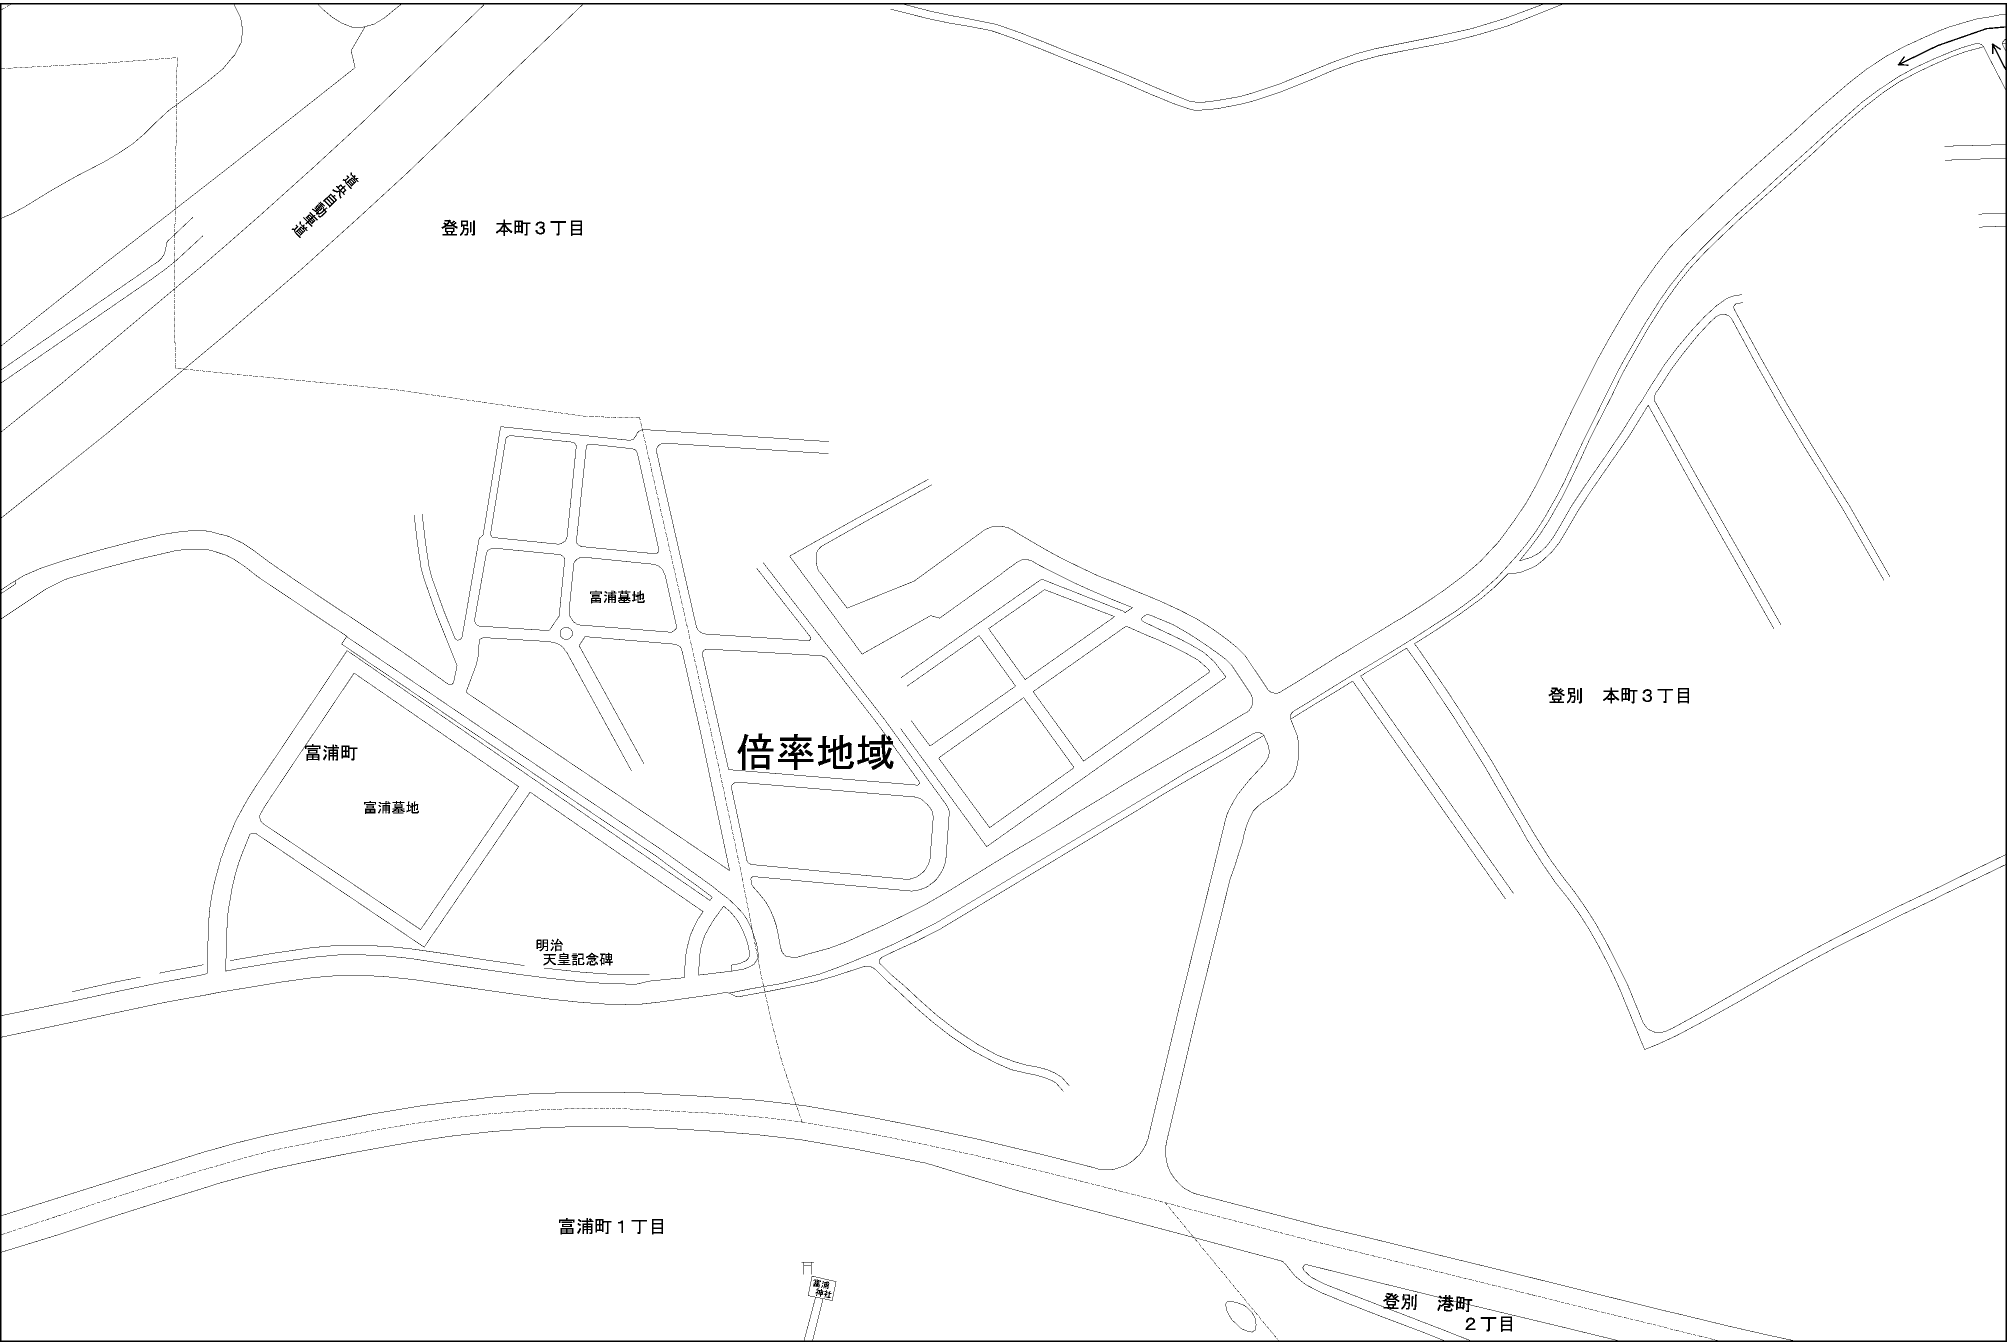 道央自動車道
登別　本町３丁目
富浦墓地
登別　本町３丁目
富浦町
倍率地域
富浦墓地
明治
天皇記念碑
富浦町１丁目
富浦
神社
登別　港町
２丁目